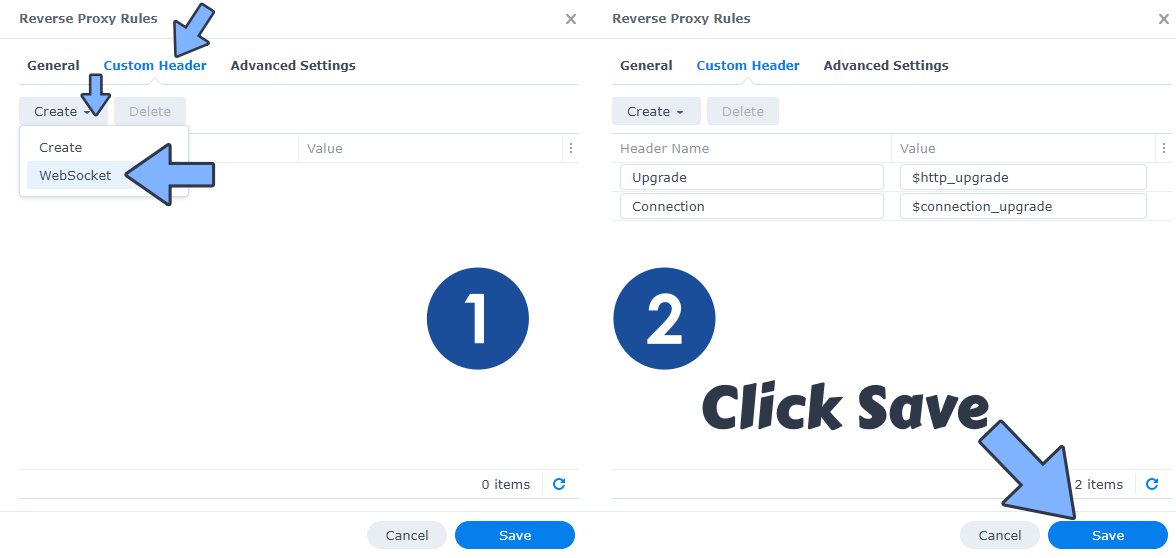 Reverse Proxy Rules
General Custom Header Advanced Settings
Create Delete
Create
WebSocket
Value
1
0 items
Cancel Save
Reverse Proxy Rules
General Custom Header Advanced Settings
Create Delete
Header Name Value
Upgrade $http_upgrade
Connection $connection_upgrade
2
Click Save
2 items
Cancel Save